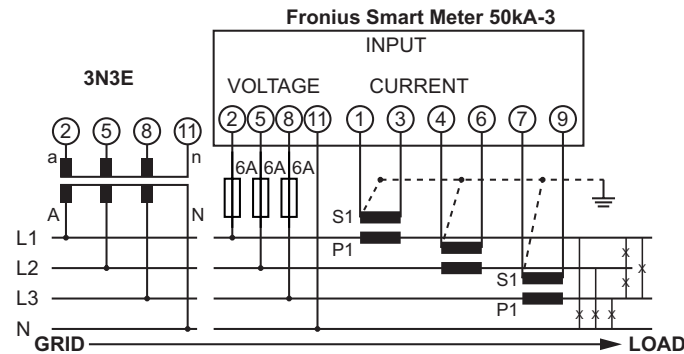 Fronius Smart Meter 50kA-3
INPUT
3N3E
VOLTAGE CURRENT
2 5 8 11 2 5 8 11 1 3 4 6 7 9
a n
6A 6A 6A
A N
S1
L1
P1
L2
S1
L3
P1
N
GRID LOAD